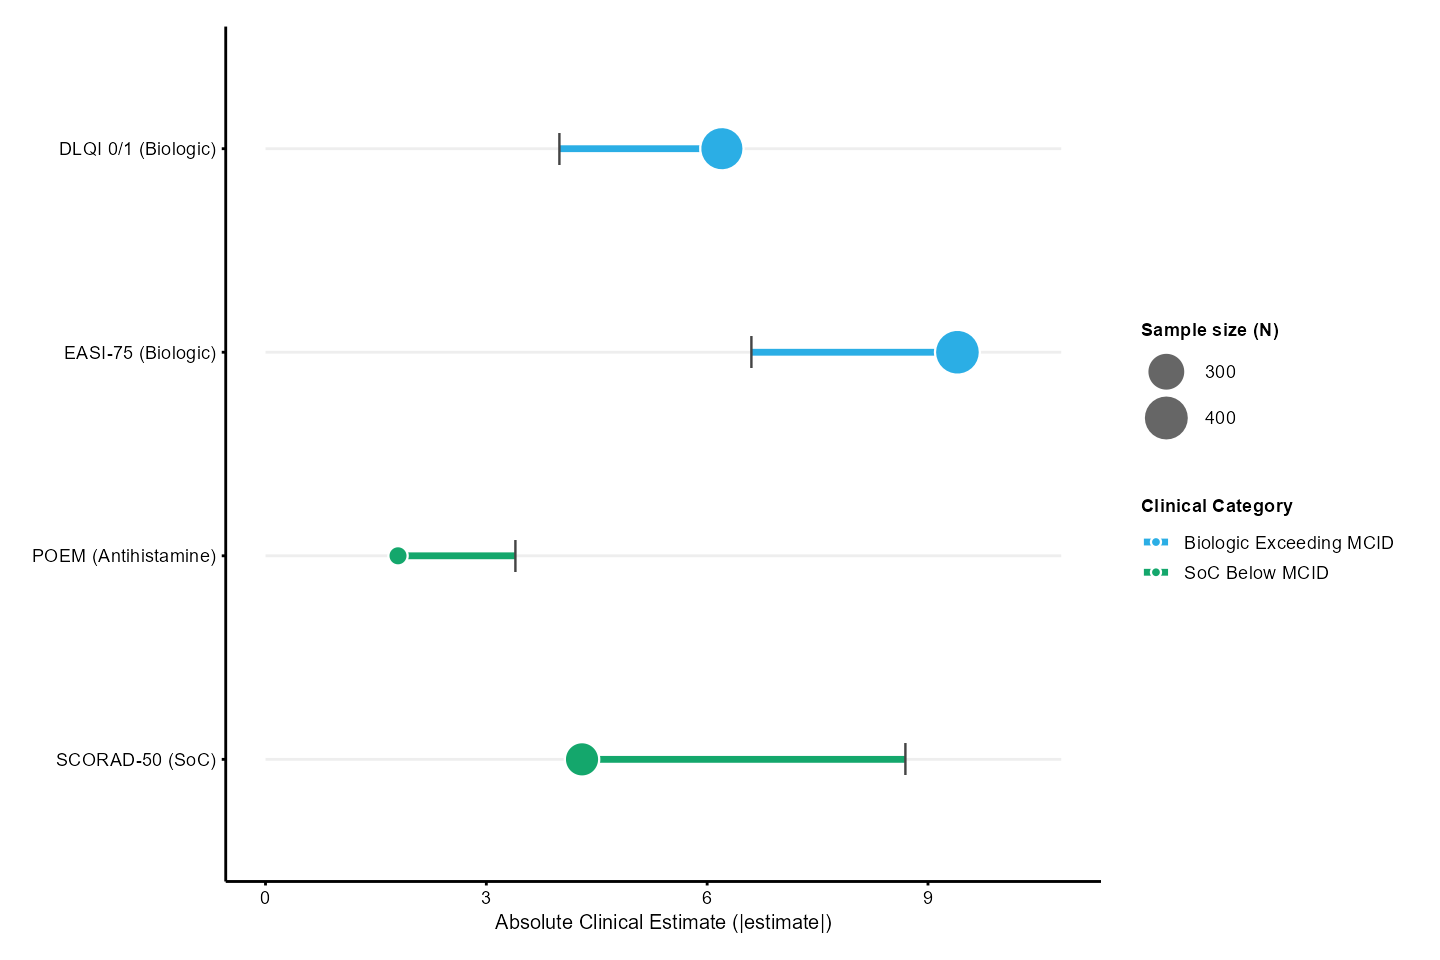 DLQI 0/1 (Biologic)
EASI-75 (Biologic)
POEM (Antihistamine)
SCORAD-50 (SoC)
0 3 6 9
Absolute Clinical Estimate (|estimate|)
Sample size (N)
300
400
Clinical Category
Biologic Exceeding MCID
SoC Below MCID